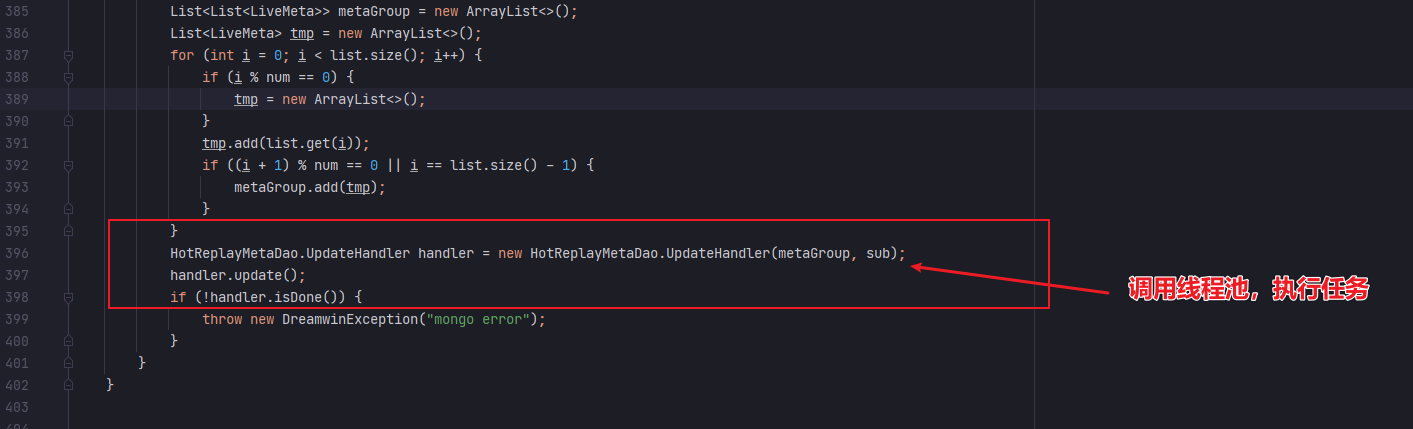 385 List<List<LiveMeta>> metaGroup = new ArrayList<>();
386 List<LiveMeta> tmp = new ArrayList<>();
387 for (int i = 0; i < list.size(); i++) {
388 if (i % num == 0) {
389 tmp = new ArrayList<>();
390 }
391 tmp.add(list.get(i));
392 if ((i + 1) % num == 0 || i == list.size() - 1) {
393 metaGroup.add(tmp);
394 }
395 }
396 HotReplayMetaDao.UpdateHandler handler = new HotReplayMetaDao.UpdateHandler(metaGroup, sub);
397 handler.update();
调用线程池，执行任务
398 if (!handler.isDone()) {
399 throw new DreamwinException("mongo error");
400 }
401 }
402 }
403